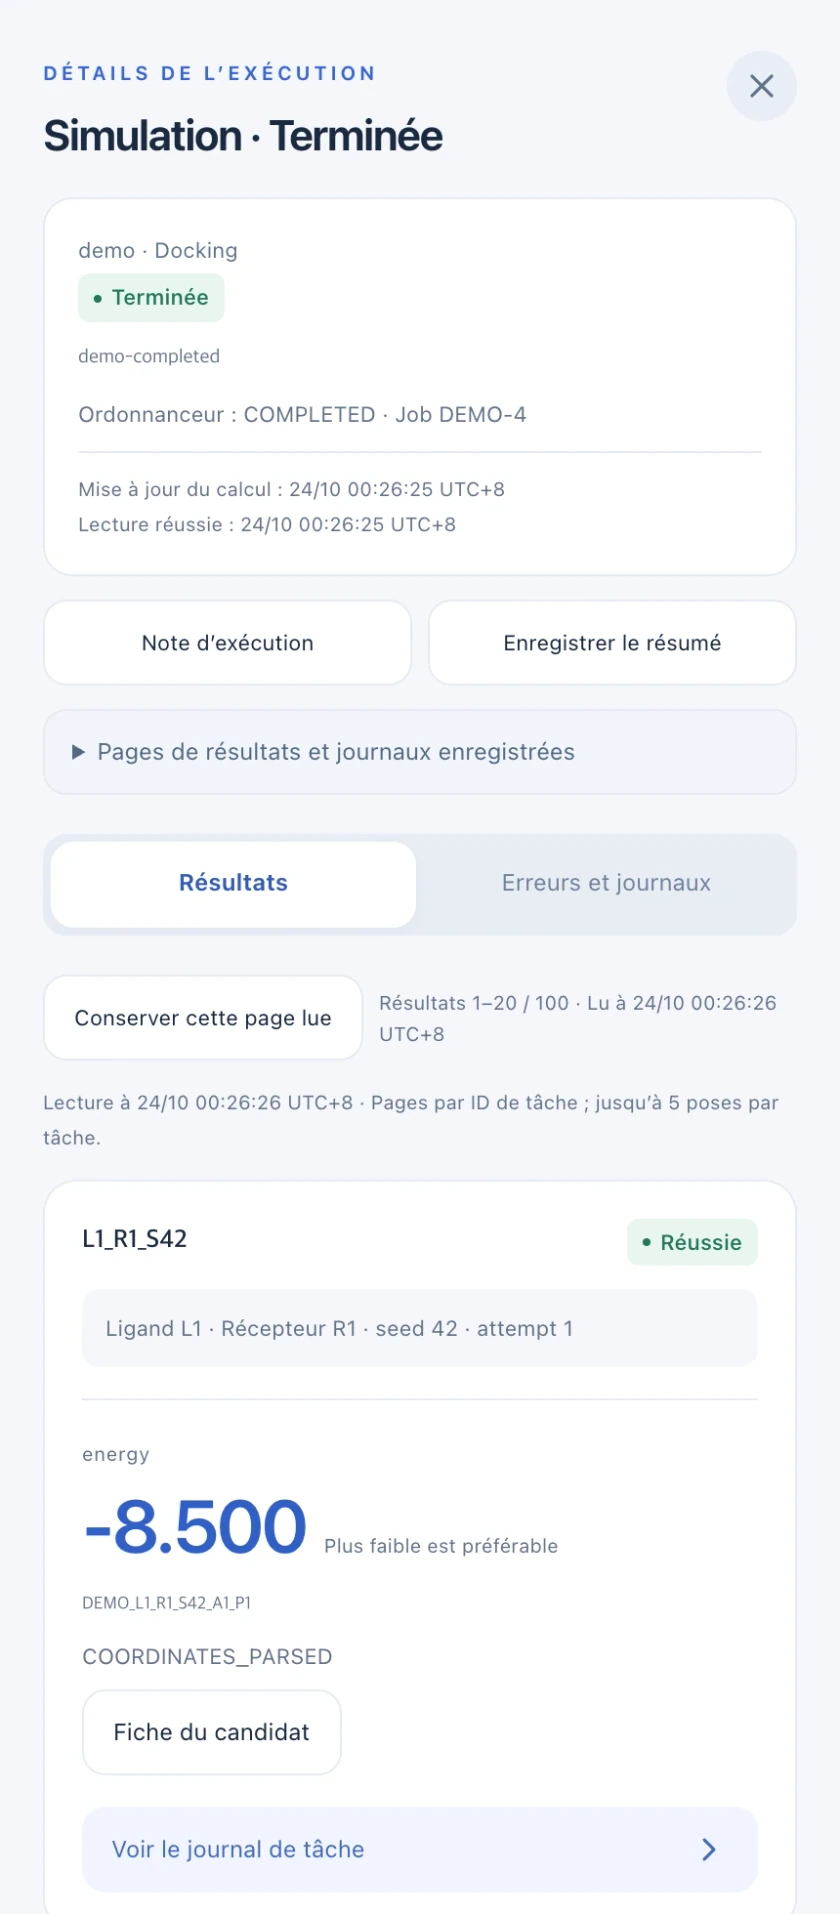 DÉTAILS DE L’EXÉCUTION
Simulation · Terminée
demo · Docking
• Terminée
demo-completed
Ordonnanceur : COMPLETED · Job DEMO-4
Mise à jour du calcul : 24/10 00:26:25 UTC+8
Lecture réussie : 24/10 00:26:25 UTC+8
Note d’exécution
Enregistrer le résumé
▶ Pages de résultats et journaux enregistrées
Résultats
Erreurs et journaux
Conserver cette page lue
Résultats 1–20 / 100 · Lu à 24/10 00:26:26
UTC+8
Lecture à 24/10 00:26:26 UTC+8 · Pages par ID de tâche ; jusqu’à 5 poses par
tâche.
L1_R1_S42
• Réussie
Ligand L1 · Récepteur R1 · seed 42 · attempt 1
energy
-8.500 Plus faible est préférable
DEMO_L1_R1_S42_A1_P1
COORDINATES_PARSED
Fiche du candidat
Voir le journal de tâche